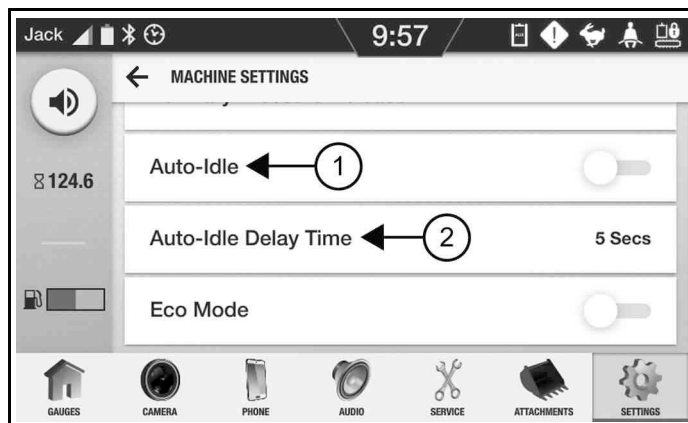 Jack 9:57
MACHINE SETTINGS
124.6
Auto-Idle 1
Auto-Idle Delay Time 2 5 Secs
Eco Mode
GAUGES CAMERA PHONE AUDIO SERVICE ATTACHMENTS SETTINGS